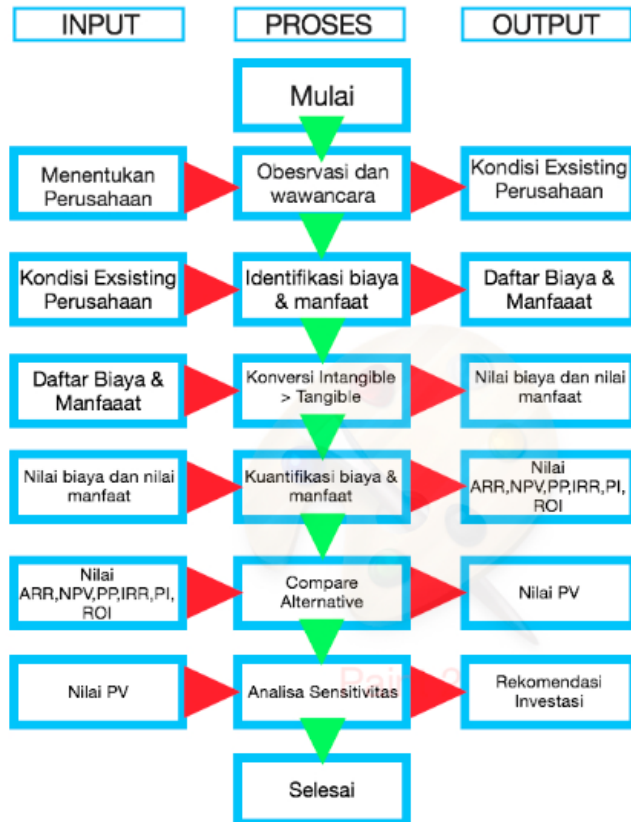 INPUT
PROSES
OUTPUT
Mulai
Menentukan
Perusahaan
Obesrvasi dan
wawancara
Kondisi Exsisting
Perusahaan
Kondisi Exsisting
Perusahaan
Identifikasi biaya
& manfaat
Daftar Biaya &
Manfaaat
Daftar Biaya &
Manfaaat
Konversi Intangible
> Tangible
Nilai biaya dan nilai
manfaat
Nilai biaya dan nilai
manfaat
Kuantifikasi biaya &
manfaat
Nilai
ARR,NPV,PP,IRR,PI,
ROI
Nilai
ARR,NPV,PP,IRR,PI,
ROI
Compare
Alternative
Nilai PV
Nilai PV
Analisa Sensitivitas
Rekomendasi
Investasi
Selesai